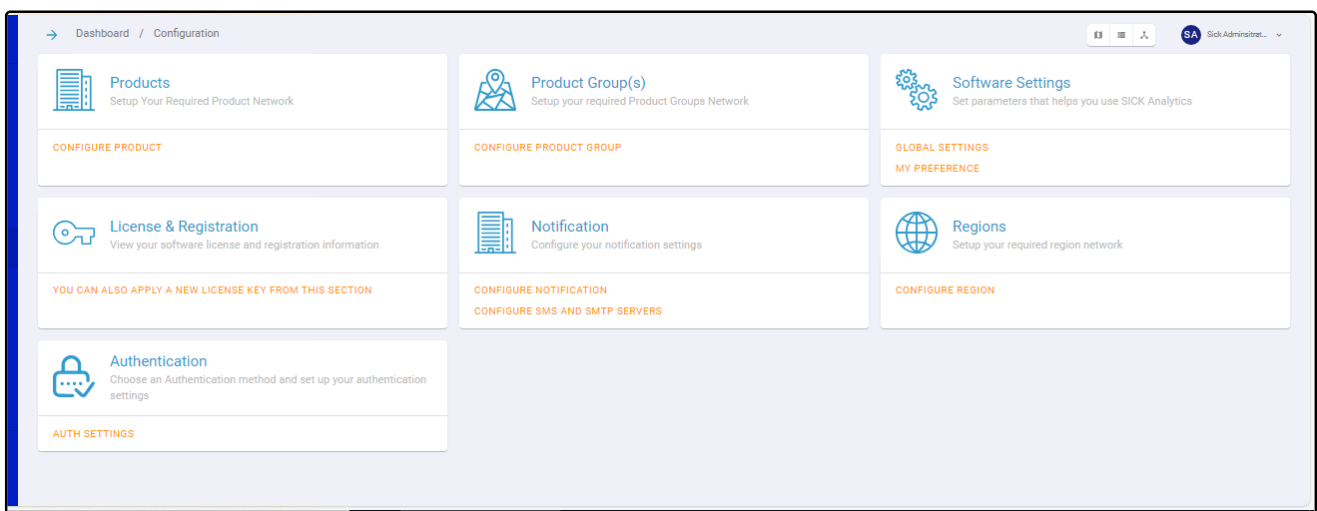 Dashboard / Configuration
SA Sick Adminsitrat...
Products
Setup Your Required Product Network
CONFIGURE PRODUCT
Product Group(s)
Setup your required Product Groups Network
CONFIGURE PRODUCT GROUP
Software Settings
Set parameters that helps you use SICK Analytics
GLOBAL SETTINGS
MY PREFERENCE
License & Registration
View your software license and registration information
YOU CAN ALSO APPLY A NEW LICENSE KEY FROM THIS SECTION
Notification
Configure your notification settings
CONFIGURE NOTIFICATION
CONFIGURE SMS AND SMTP SERVERS
Regions
Setup your required region network
CONFIGURE REGION
Authentication
Choose an Authentication method and set up your authentication
settings
AUTH SETTINGS